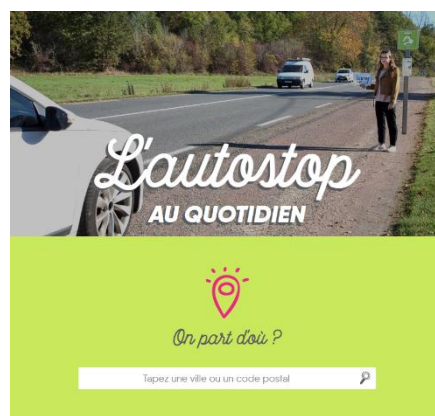 L'autostop
AU QUOTIDIEN
On part d'où ?
Tapez une ville ou un code postal